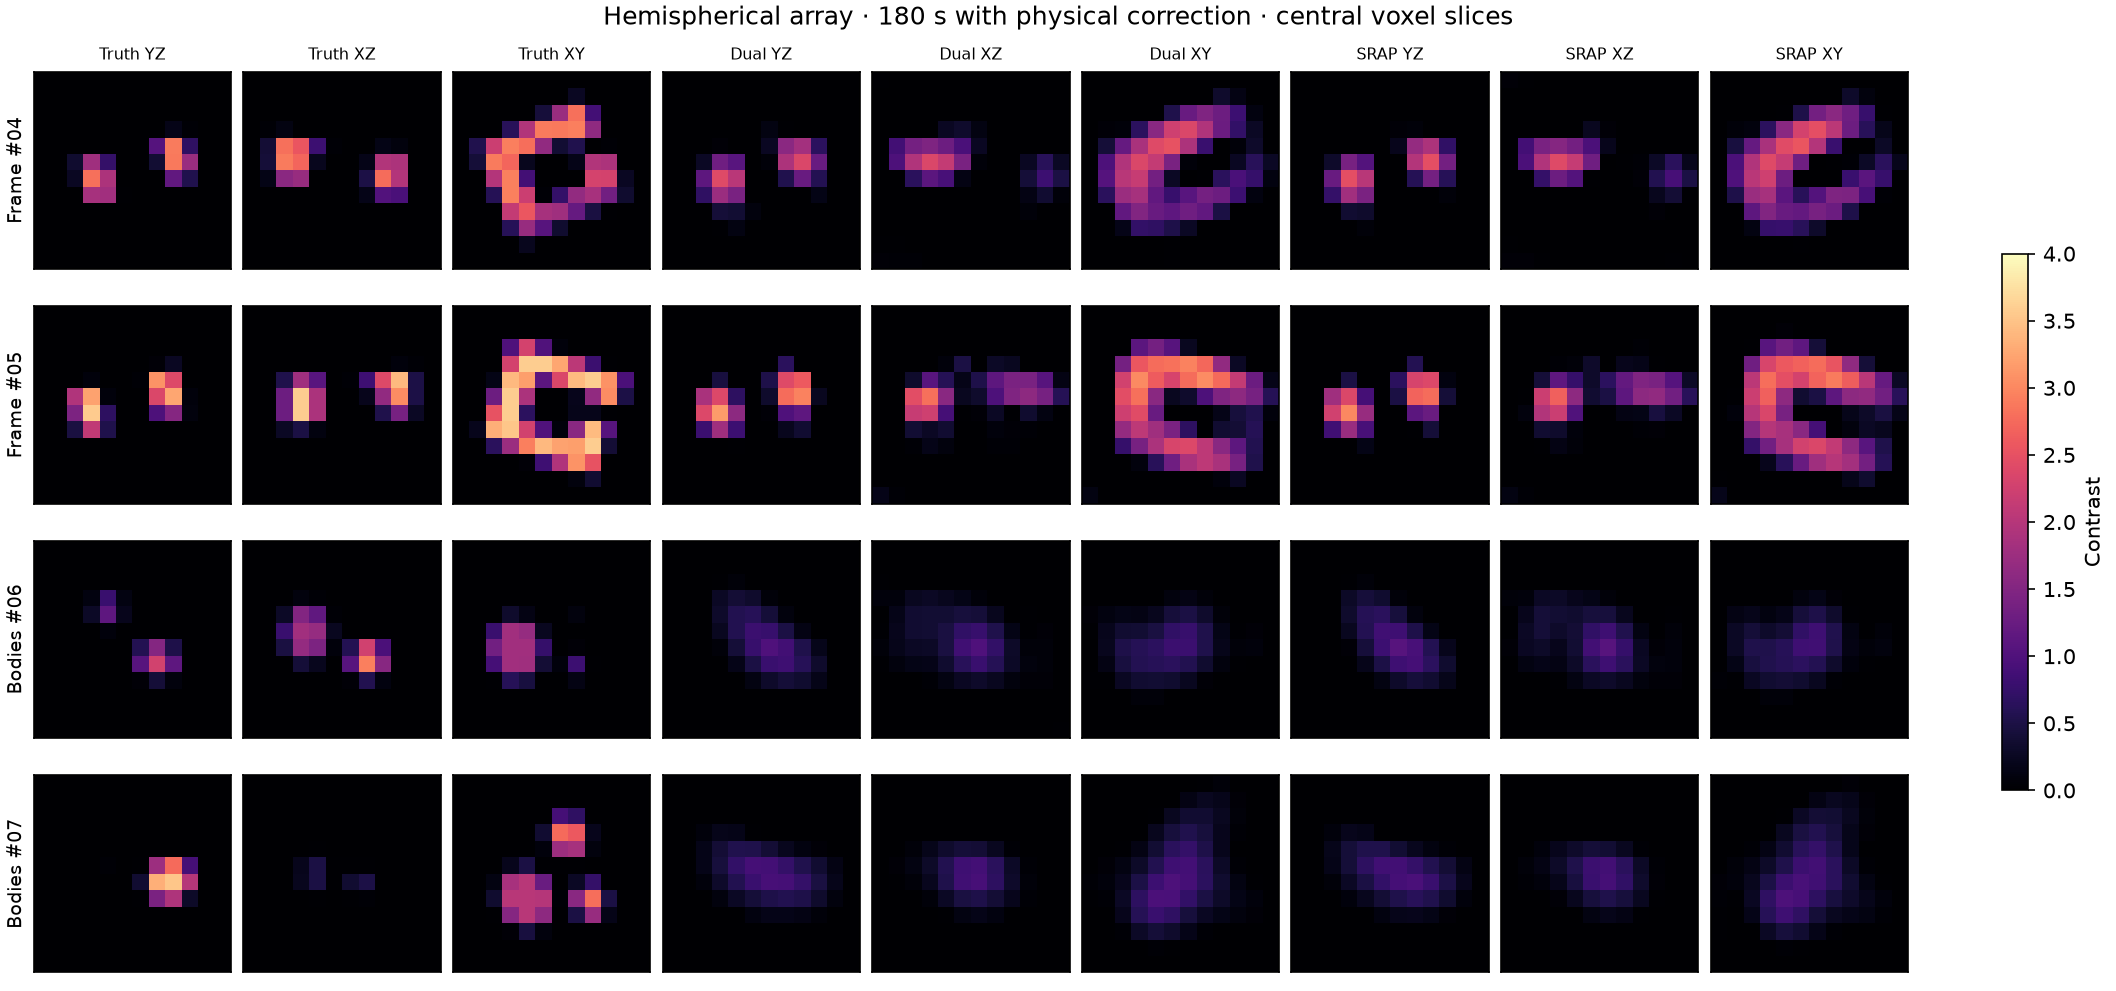 Hemispherical array · 180 s with physical correction · central voxel slices
Truth YZ Truth XZ Truth XY Dual YZ Dual XZ Dual XY SRAP YZ SRAP XZ SRAP XY
Frame #04
Frame #05
Bodies #06
Bodies #07
4.0
3.5
3.0
2.5
2.0
1.5
1.0
0.5
0.0
Contrast